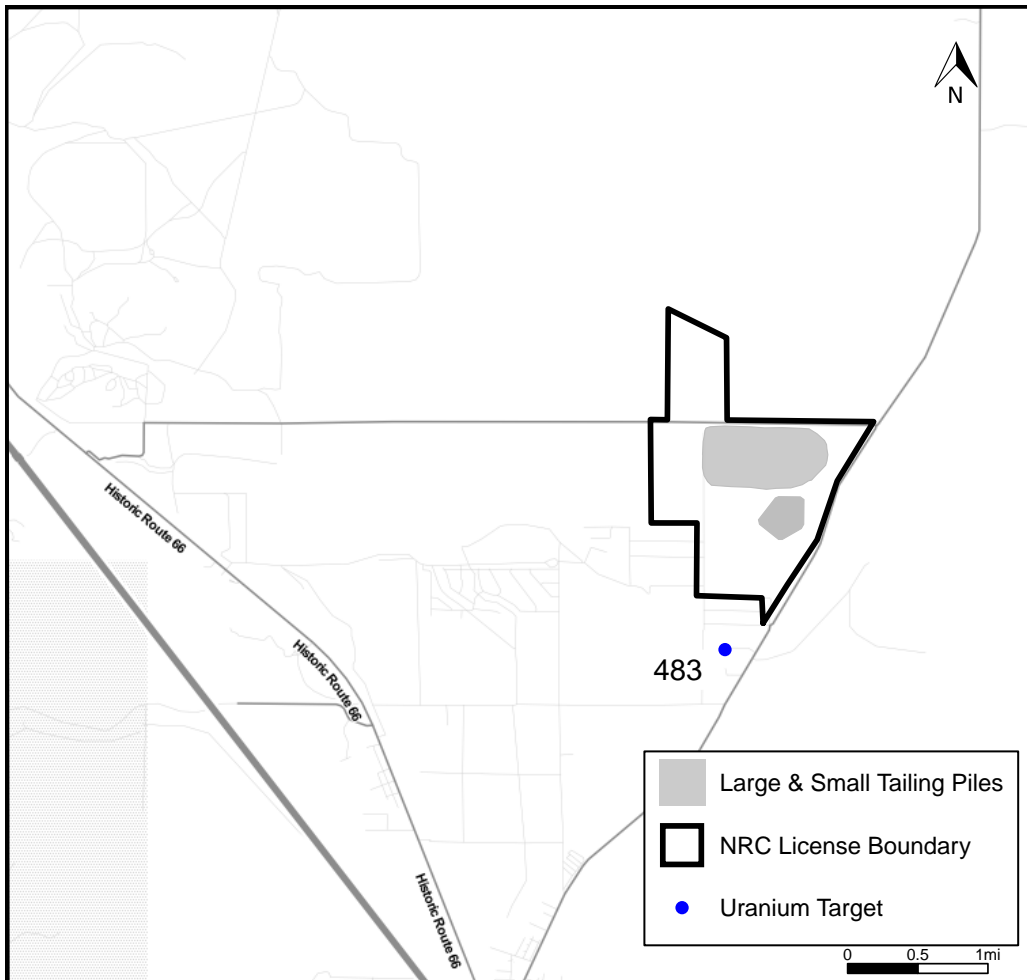 N
Historic Route 66
Historic Route 66
483
Large & Small Tailing Piles
NRC License Boundary
Uranium Target
Historic Route 66
0 0.5 1mi